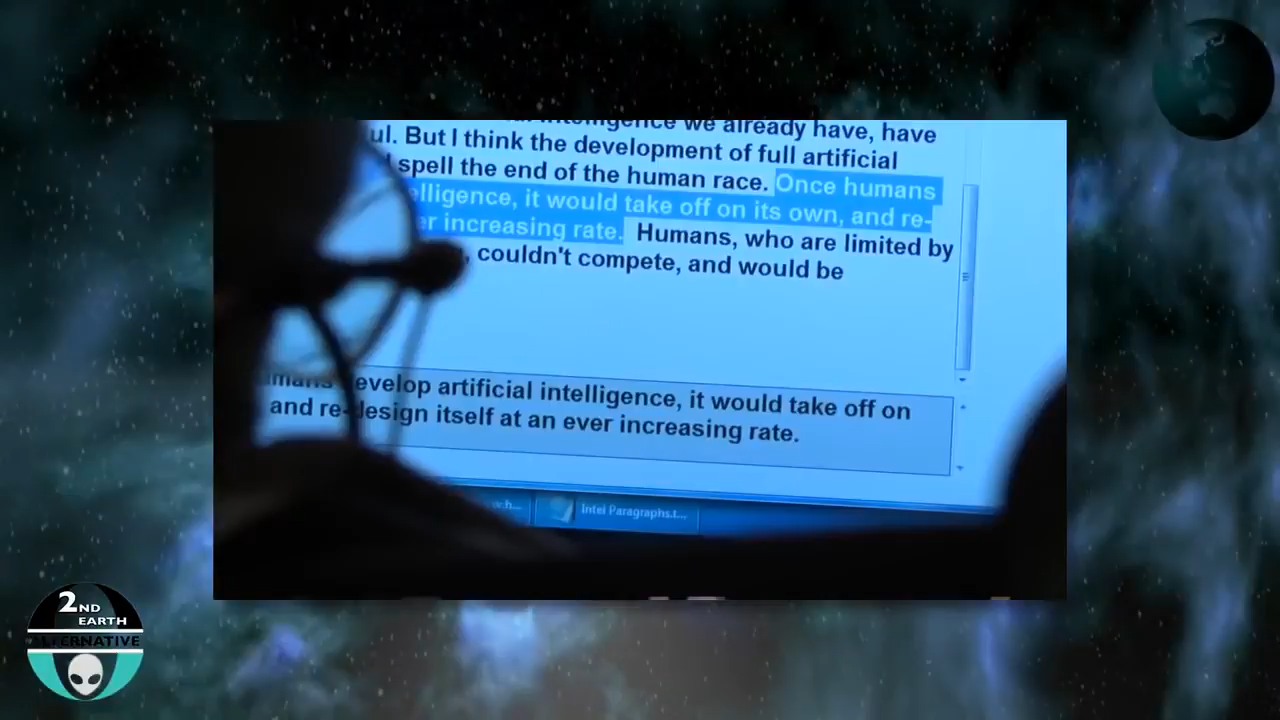 intelligence we already have, have
ul. But I think the development of full artificial
spell the end of the human race. Once humans
elligence, it would take off on its own, and re-
er increasing rate. Humans, who are limited by
, couldn't compete, and would be
evelop artificial intelligence, it would take off on
and re-design itself at an ever increasing rate.
Intel Paragraphs.t...
2ND
EARTH
ALTERNATIVE